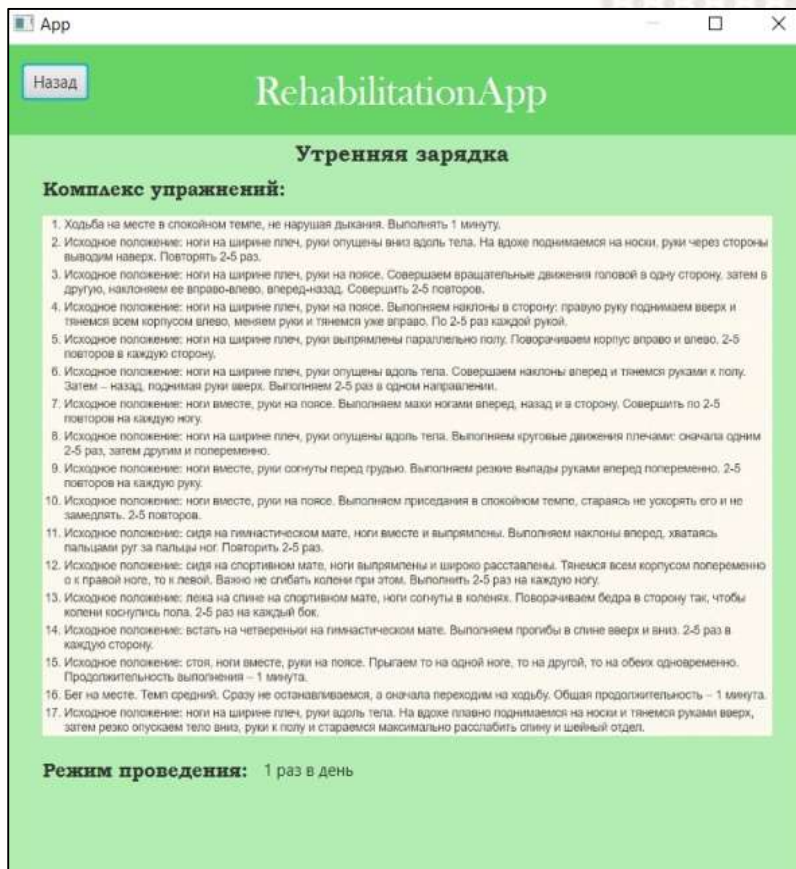 App
Назад
RehabilitationApp
Утренняя зарядка
Комплекс упражнений:
1. Ходьба на месте в спокойном темпе, не нарушая дыхания. Выполнять 1 минуту.
2. Исходное положение: ноги на ширине плеч, руки опущены вниз вдоль тела. На вдохе поднимаемся на носки, руки через стороны
выводим наверх. Повторять 2-5 раз.
3. Исходное положение: ноги на ширине плеч, руки на поясе. Совершаем вращательные движения головой в одну сторону, затем в
другую, наклоняем ее вправо-влево, вперед-назад. Совершить 2-5 повторов.
4. Исходное положение: ноги на ширине плеч, руки на поясе. Выполняем наклоны в сторону: правую руку поднимаем вверх и
тянемся всем корпусом влево, меняем руки и тянемся уже вправо. По 2-5 раз каждой рукой.
5. Исходное положение: ноги на ширине плеч, руки выпрямлены параллельно полу. Поворачиваем корпус вправо и влево, 2-5
повторов в каждую сторону.
6. Исходное положение: ноги на ширине плеч, руки опущены вдоль тела. Совершаем наклоны вперед и тянемся руками к полу.
Затем – назад, поднимая руки вверх. Выполняем 2-5 раз в одном направлении.
7. Исходное положение: ноги вместе, руки на поясе. Выполняем махи ногами вперед, назад и в сторону. Совершить по 2-5
повторов на каждую ногу.
8. Исходное положение: ноги на ширине плеч, руки опущены вдоль тела. Выполняем круговые движения плечами: сначала одним
2-5 раз, затем другим и попеременно.
9. Исходное положение: ноги вместе, руки согнуты перед грудью. Выполняем резкие выпады руками вперед попеременно. 2-5
повторов на каждую руку.
10. Исходное положение: ноги вместе, руки на поясе. Выполняем приседания в спокойном темпе, стараясь не ускорять его и не
замедлять. 2-5 повторов.
11. Исходное положение: сидя на гимнастическом мате, ноги вместе и выпрямлены. Выполняем наклоны вперед, хватаясь
пальцами руг за пальцы ног. Повторить 2-5 раз.
12. Исходное положение: сидя на спортивном мате, ноги выпрямлены и широко расставлены. Тянемся всем корпусом попеременно
о к правой ноге, то к левой. Важно не сгибать колени при этом. Выполнить 2-5 раз на каждую ногу.
13. Исходное положение: лежа на спине на спортивном мате, ноги согнуты в коленях. Поворачиваем бедра в сторону так, чтобы
колени коснулись пола. 2-5 раз на каждый бок.
14. Исходное положение: встать на четвереньки на гимнастическом мате. Выполняем прогибы в спине вверх и вниз. 2-5 раз в
каждую сторону.
15. Исходное положение: стоя, ноги вместе, руки на поясе. Прыгаем то на одной ноге, то на другой, то на обеих одновременно.
Продолжительность выполнения – 1 минута.
16. Бег на месте. Темп средний. Сразу не останавливаемся, а сначала переходим на ходьбу. Общая продолжительность – 1 минута.
17. Исходное положение: ноги на ширине плеч, руки вдоль тела. На вдохе плавно поднимаемся на носки и тянемся руками вверх,
затем резко опускаем тело вниз, руки к полу и стараемся максимально расслабить спину и шейный отдел.
Режим проведения: 1 раз в день